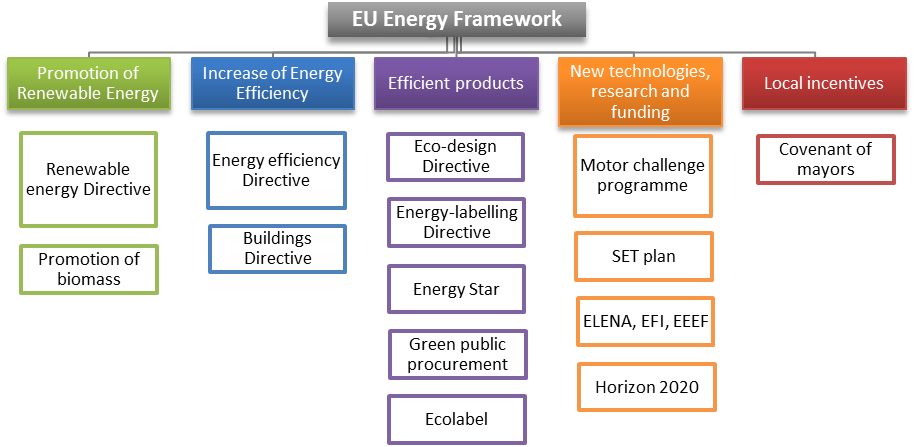 EU Energy Framework
Promotion of
Renewable Energy
Renewable
energy Directive
Promotion of
biomass
Increase of Energy
Efficiency
Energy efficiency
Directive
Buildings
Directive
Efficient products
Eco-design
Directive
Energy-labelling
Directive
Energy Star
Green public
procurement
Ecolabel
New technologies,
research and
funding
Motor challenge
programme
SET plan
ELENA, EFI, EEEF
Horizon 2020
Local incentives
Covenant of
mayors